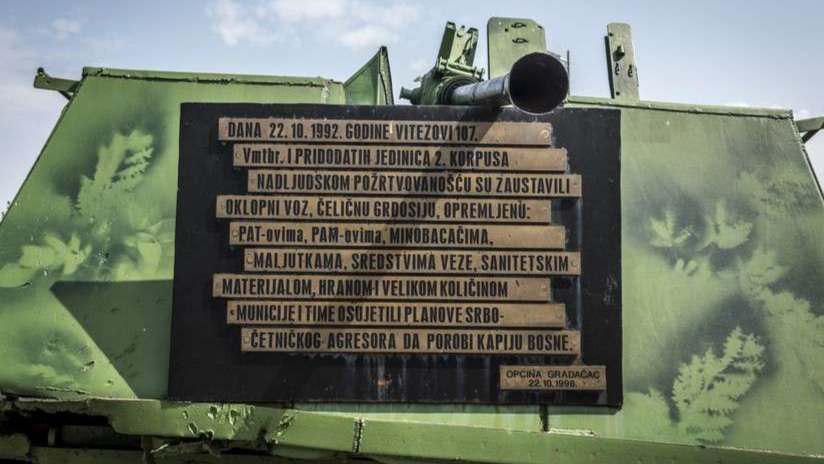 DANA 22.10.1992. GODINE VITEZOVI 107.
Vmtbr. I PRIDODATIH JEDINICA 2. KORPUSA
NADLJUDSKOM POŽRTVOVANOŠĆU SU ZAUSTAVILI
OKLOPNI VOZ, ČELIČNU GRDOSIJU, OPREMLJENU:
PAT-ovima, PAM-ovima, MINOBACAČIMA,
MALJUTKAMA, SREDSTVIMA VEZE, SANITETSKIM
MATERIJALOM, HRANOM I VELIKOM KOLIČINOM
MUNICIJE I TIME OSUJETILI PLANOVE SRBO-
ČETNIČKOG AGRESORA DA POROBI KAPIJU BOSNE.
OPĆINA GRADAČAC
22.10.1996.